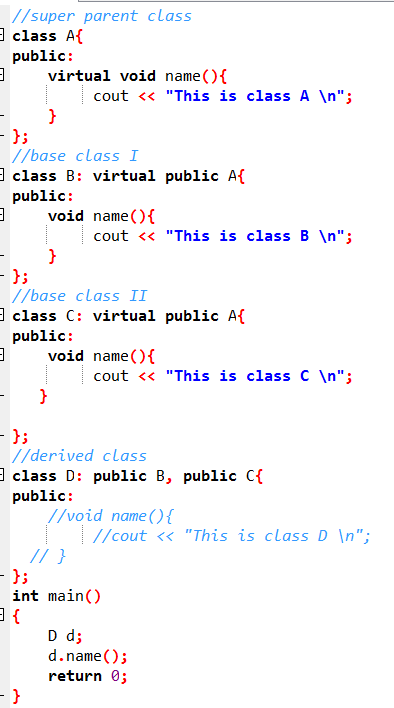 //super parent class
class A{
public:
    virtual void name(){
        cout << "This is class A \n";
    }
};
//base class I
class B: virtual public A{
public:
    void name(){
        cout << "This is class B \n";
    }
};
//base class II
class C: virtual public A{
public:
    void name(){
        cout << "This is class C \n";
   }

};
//derived class
class D: public B, public C{
public:
    //void name(){
        //cout << "This is class D \n";
  // }
};
int main()
{
    D d;
    d.name();
    return 0;
}